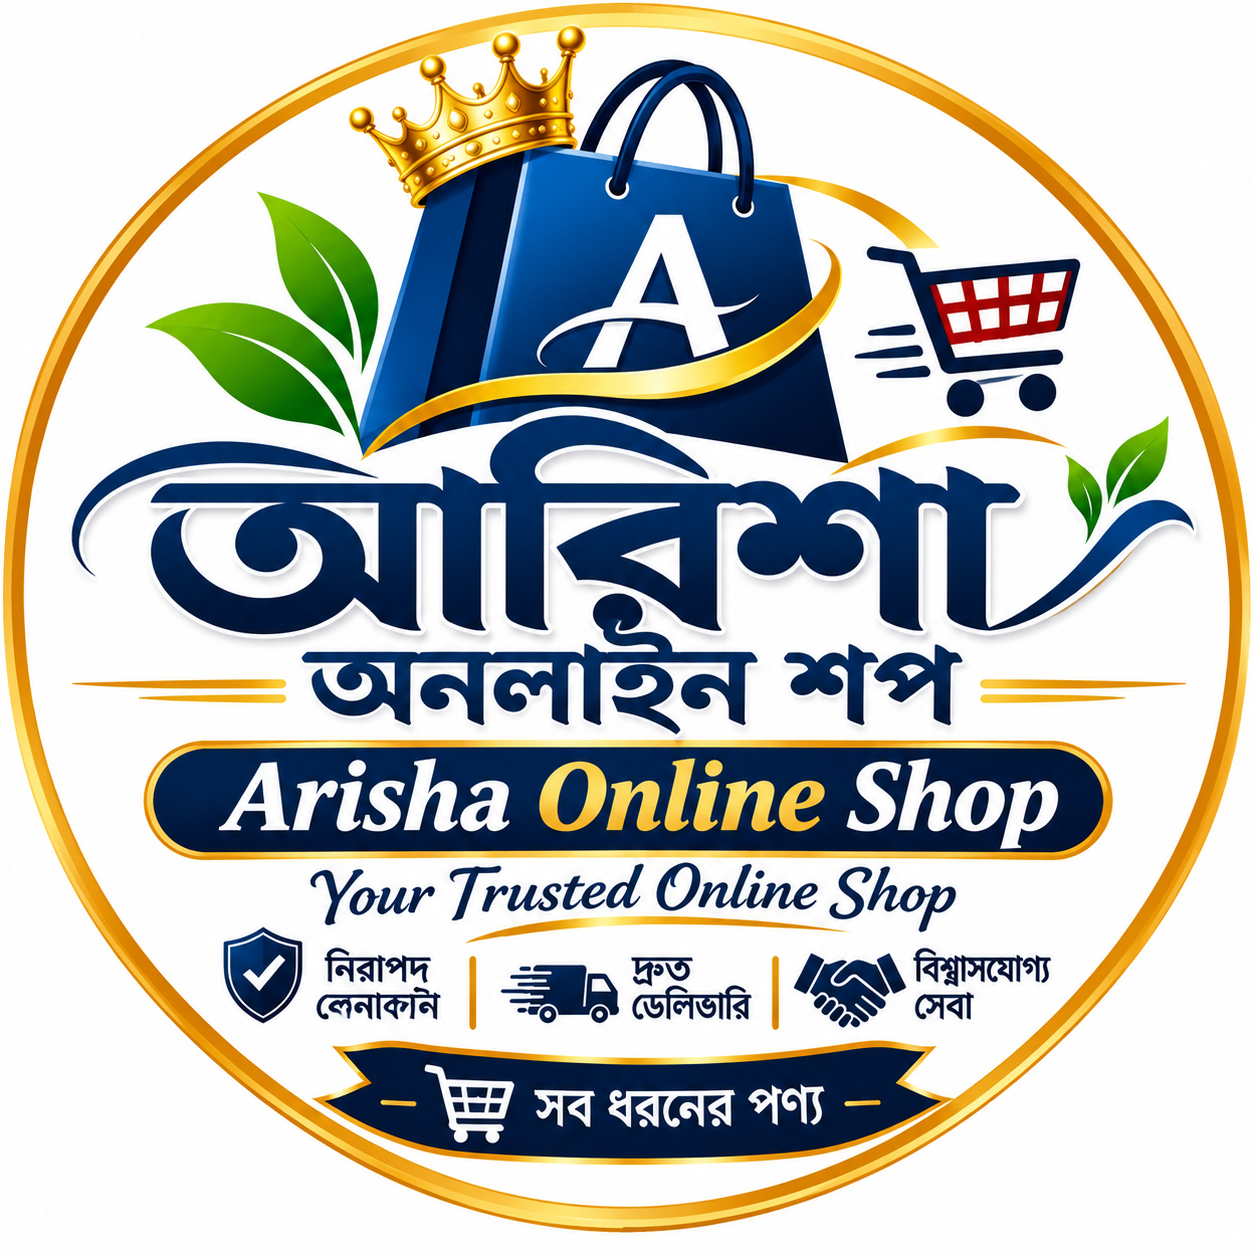 A
আরিশা
অনলাইন শপ
Arisha Online Shop
Your Trusted Online Shop
নিরাপদ
লেনাকানি
দ্রুত
ডেলিভারি
বিশ্বাসযোগ্য
সেবা
সব ধরনের পণ্য